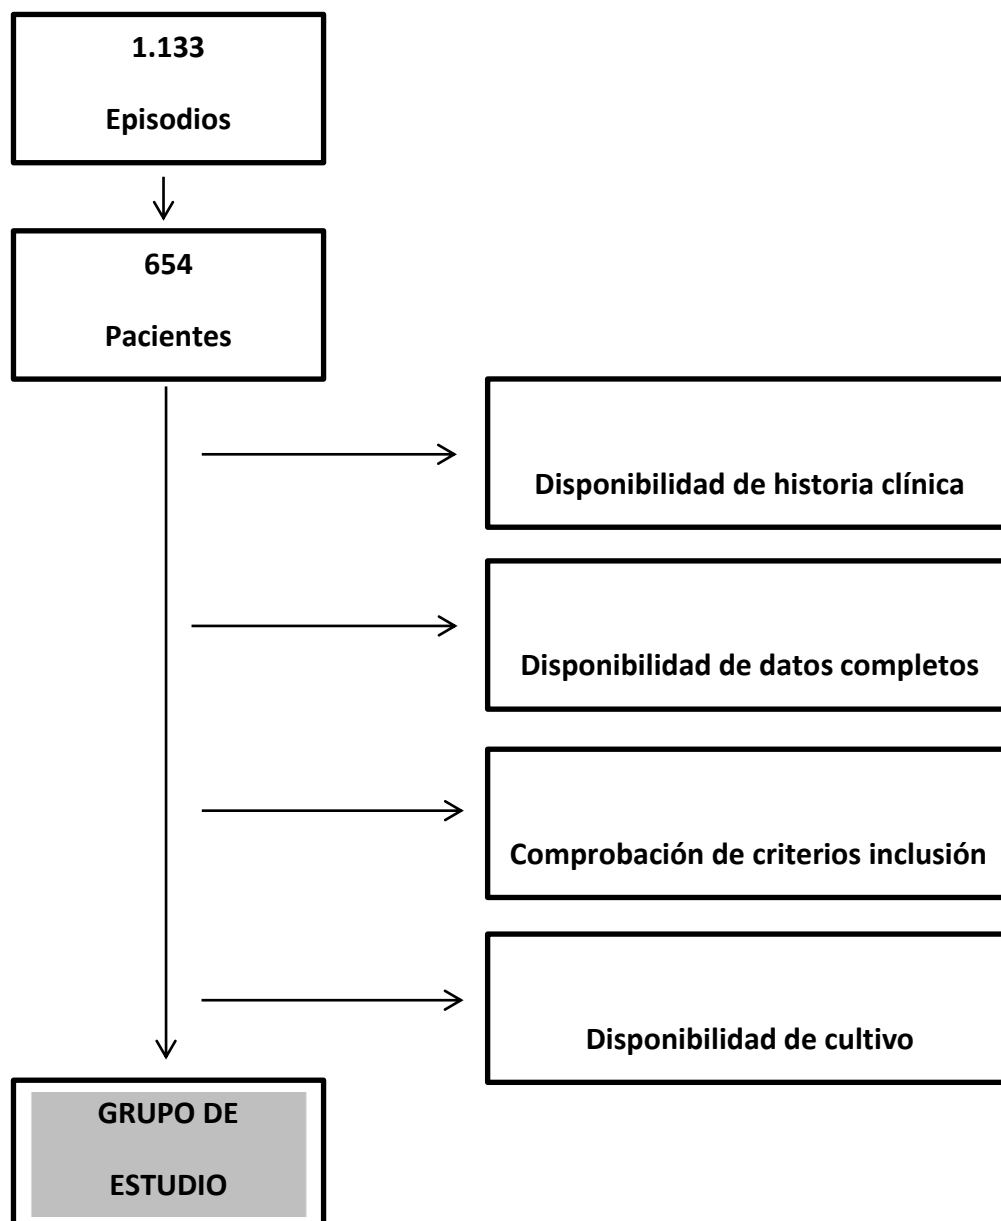 1.133
Episodios
654
Pacientes
Disponibilidad de historia clínica
Disponibilidad de datos completos
Comprobación de criterios inclusión
Disponibilidad de cultivo
GRUPO DE
ESTUDIO